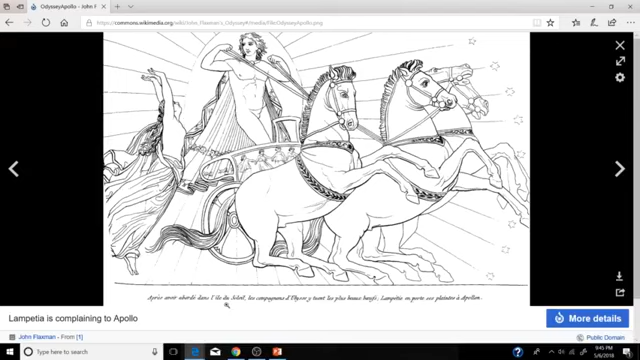 OdysseyApollo - John F
https://commons.wikimedia.org/wiki/John_Flaxman's_Odyssey#/media/File:OdysseyApollo.png
Après avoir abordé dans l'île du Soleil, les compagnons d'Ulysse y tuent les plus beaux bœufs; Lampetie en porte ses plaintes à Apollon.
Lampetia is complaining to Apollo
More details
John Flaxman - From [1]
Public Domain
Type here to search
9:45 PM
5/6/2018